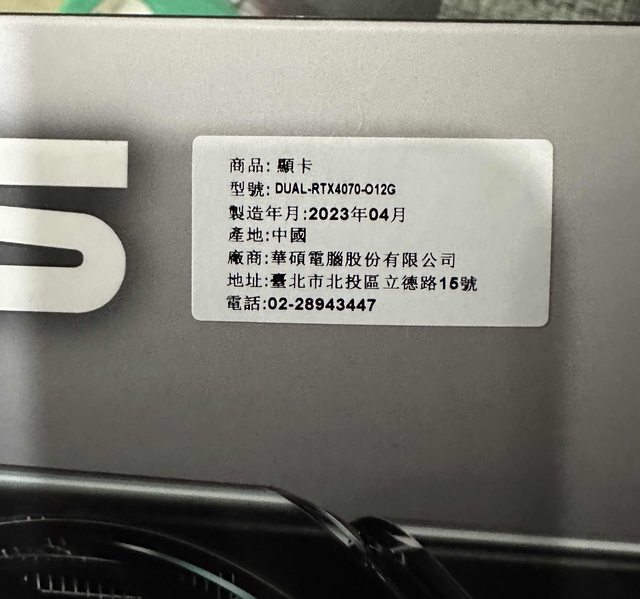 S
商品: 顯卡
型號: DUAL-RTX4070-O12G
製造年月:2023年04月
產地:中國
廠商:華碩電腦股份有限公司
地址:臺北市北投區立德路15號
電話:02-28943447